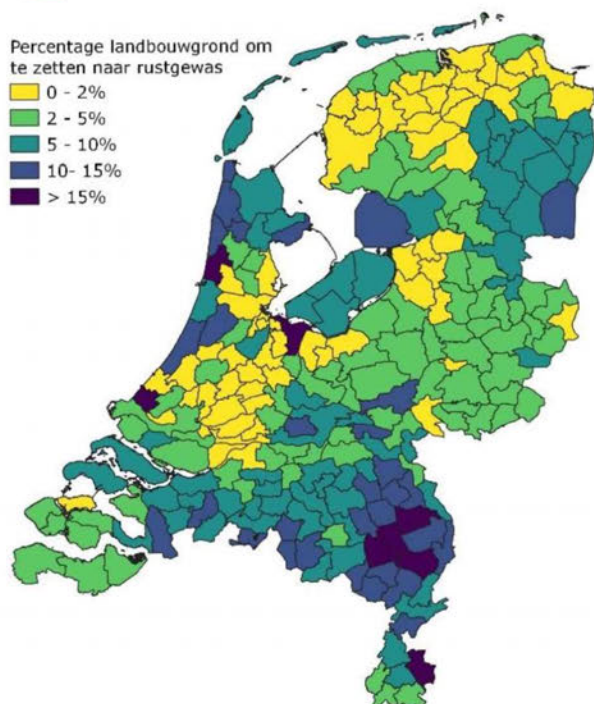 Percentage landbouwgrond om
te zetten naar rustgewas
0 - 2%
2 - 5%
5 - 10%
10- 15%
> 15%